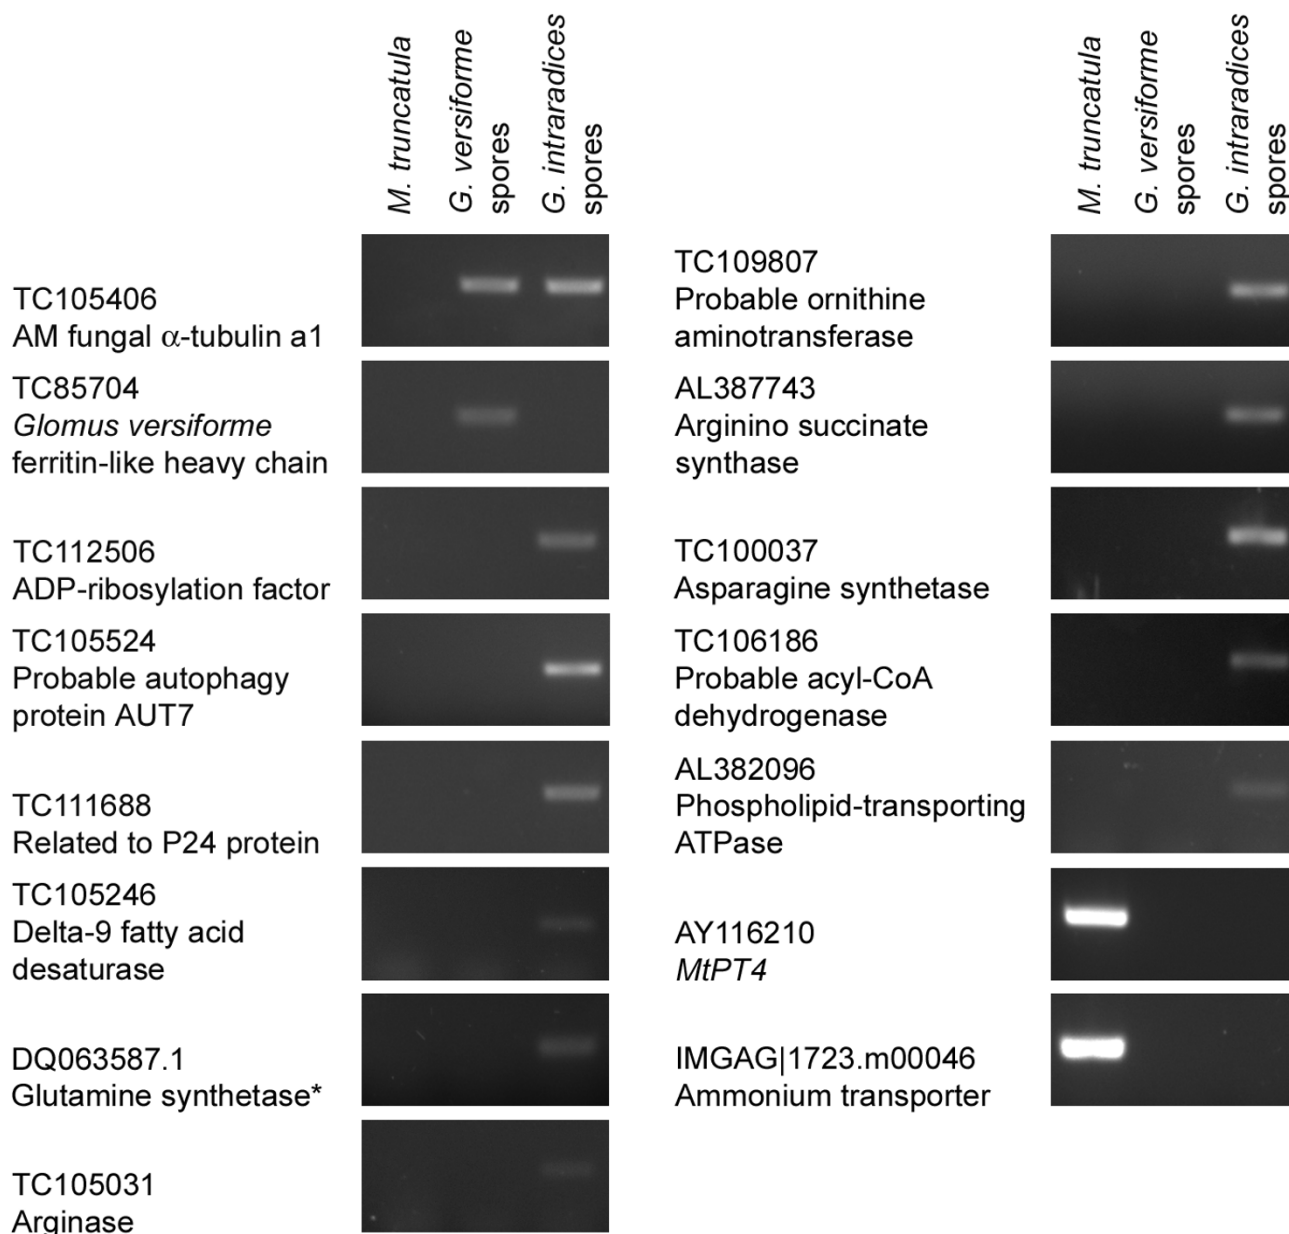 M. truncatula
G. versiforme
spores
G. intraradices
spores
M. truncatula
G. versiforme
spores
G. intraradices
spores
TC105406
AM fungal α-tubulin a1
TC85704
Glomus versiforme
ferritin-like heavy chain
TC112506
ADP-ribosylation factor
TC105524
Probable autophagy
protein AUT7
TC111688
Related to P24 protein
TC105246
Delta-9 fatty acid
desaturase
DQ063587.1
Glutamine synthetase*
TC105031
Arginase
TC109807
Probable ornithine
aminotransferase
AL387743
Arginino succinate
synthase
TC100037
Asparagine synthetase
TC106186
Probable acyl-CoA
dehydrogenase
AL382096
Phospholipid-transporting
ATPase
AY116210
MtPT4
IMGAG|1723.m00046
Ammonium transporter